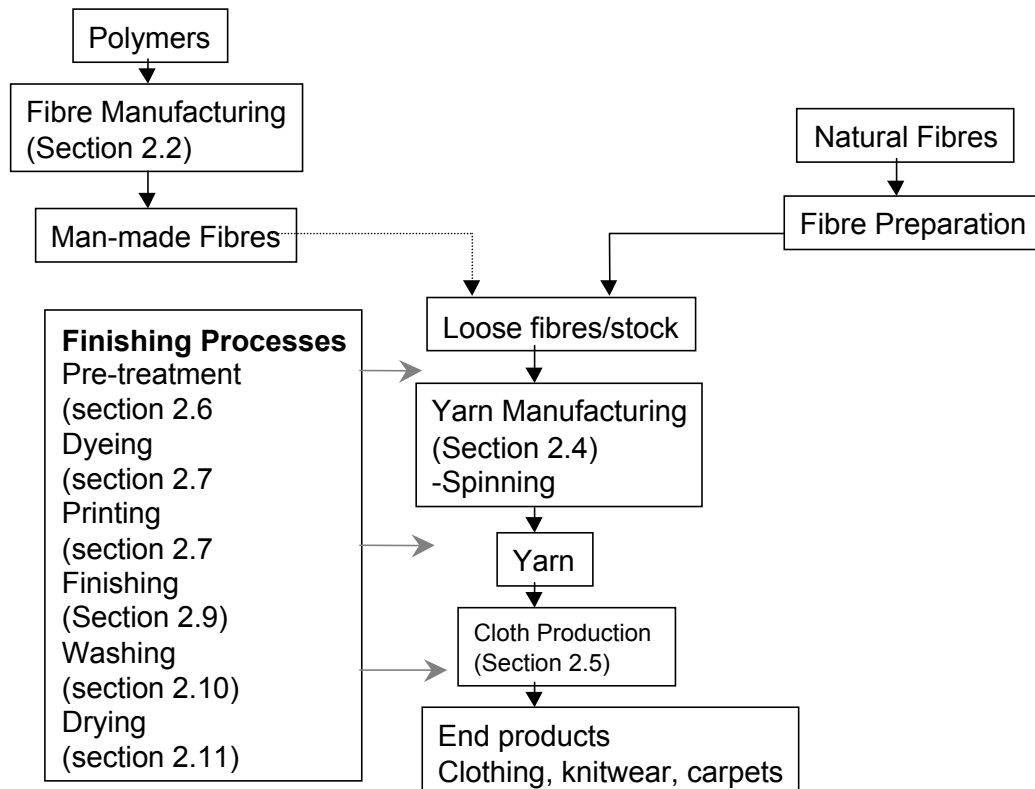 Polymers
Fibre Manufacturing
(Section 2.2)
Man-made Fibres
Natural Fibres
Fibre Preparation
Loose fibres/stock
Yarn Manufacturing
(Section 2.4)
-Spinning
Yarn
Cloth Production
(Section 2.5)
End products
Clothing, knitwear, carpets
Finishing Processes
Pre-treatment
(section 2.6
Dyeing
(section 2.7
Printing
(section 2.7
Finishing
(Section 2.9)
Washing
(section 2.10)
Drying
(section 2.11)